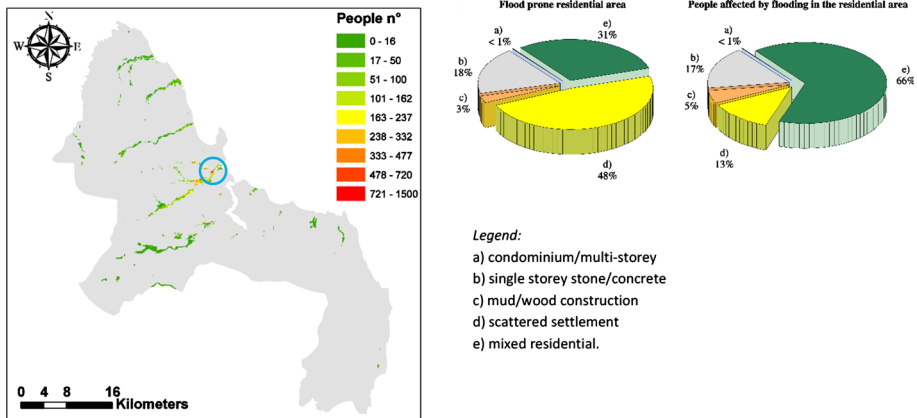 People n°
0 - 16
17 - 50
51 - 100
101 - 162
163 - 237
238 - 332
333 - 477
478 - 720
721 - 1500
N
W
E
S
0 4 8 16
Kilometers
Flood prone residential area
a)
< 1%
e)
31%
b)
18%
c)
3%
d)
48%
People affected by flooding in the residential area
a)
< 1%
b)
17%
e)
66%
c)
5%
d)
13%
Legend:
a) condominium/multi-storey
b) single storey stone/concrete
c) mud/wood construction
d) scattered settlement
e) mixed residential.